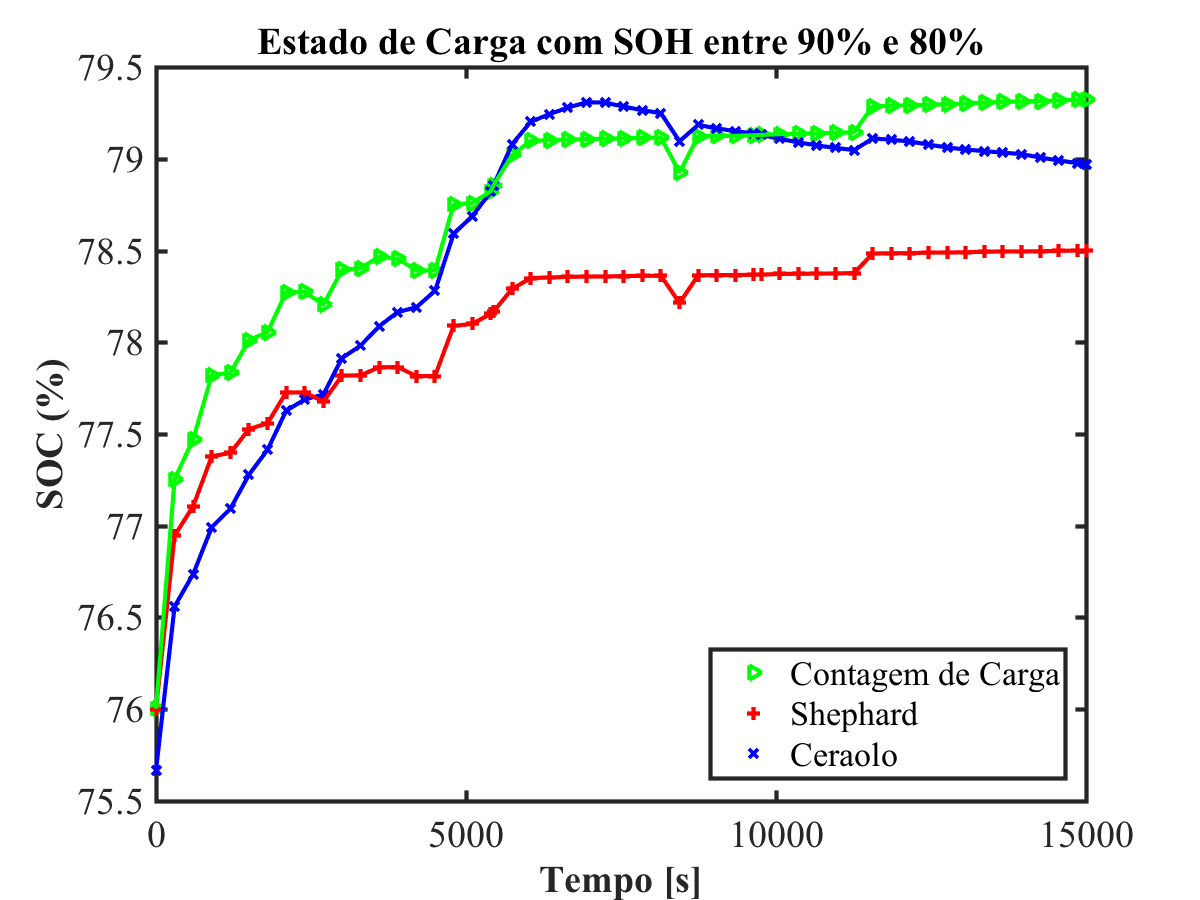 Estado de Carga com SOH entre 90% e 80%
79.5
79
78.5
78
77.5
77
76.5
76
75.5
SOC (%)
0
5000
10000
15000
Tempo [s]
Contagem de Carga
Shephard
Ceraolo